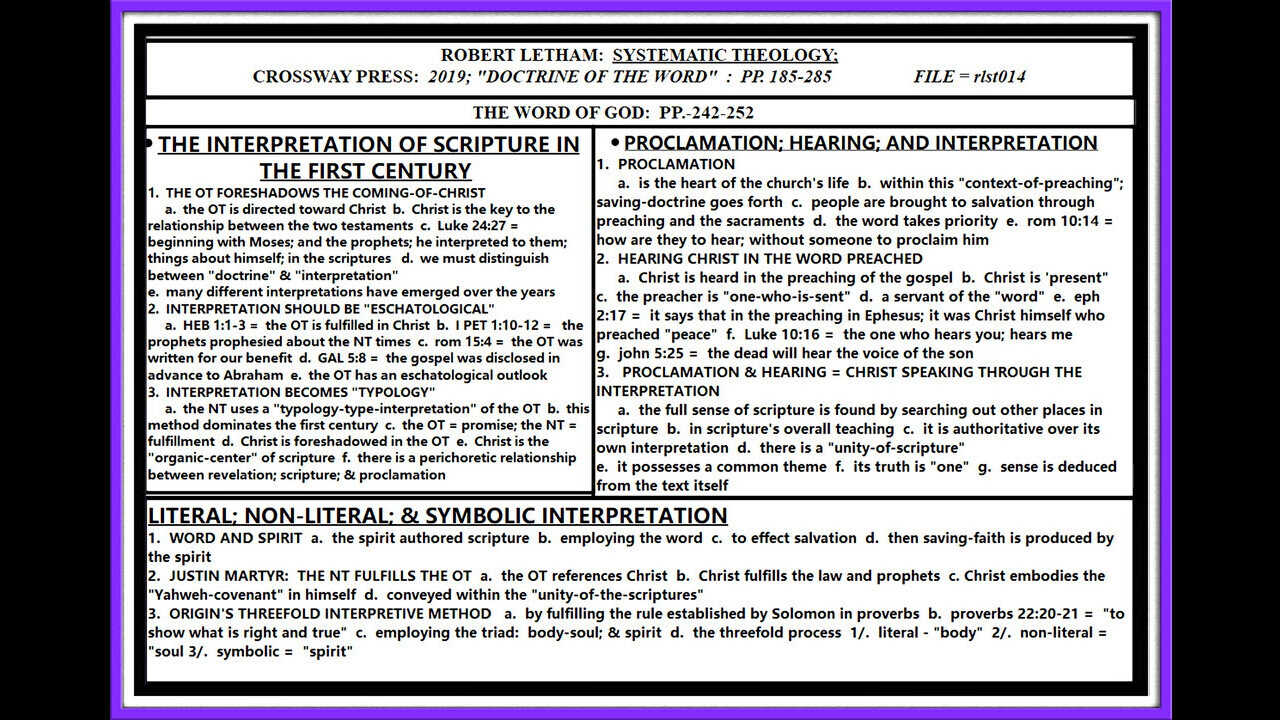 ROBERT LETHAM: SYSTEMATIC THEOLOGY;
CROSSWAY PRESS: 2019; "DOCTRINE OF THE WORD" : PP. 185-285 FILE = rlst014
THE WORD OF GOD: PP.-242-252
• THE INTERPRETATION OF SCRIPTURE IN
THE FIRST CENTURY
1. THE OT FORESHADOWS THE COMING-OF-CHRIST
a. the OT is directed toward Christ b. Christ is the key to the
relationship between the two testaments c. Luke 24:27 =
beginning with Moses; and the prophets; he interpreted to them;
things about himself; in the scriptures d. we must distinguish
between "doctrine" & "interpretation"
e. many different interpretations have emerged over the years
2. INTERPRETATION SHOULD BE "ESCHATOLOGICAL"
a. HEB 1:1-3 = the OT is fulfilled in Christ b. I PET 1:10-12 = the
prophets prophesied about the NT times c. rom 15:4 = the OT was
written for our benefit d. GAL 5:8 = the gospel was disclosed in
advance to Abraham e. the OT has an eschatological outlook
3. INTERPRETATION BECOMES "TYPOLOGY"
a. the NT uses a "typology-type-interpretation" of the OT b. this
method dominates the first century c. the OT = promise; the NT =
fulfillment d. Christ is foreshadowed in the OT e. Christ is the
"organic-center" of scripture f. there is a perichoretic relationship
between revelation; scripture; & proclamation
• PROCLAMATION; HEARING; AND INTERPRETATION
1. PROCLAMATION
a. is the heart of the church's life b. within this "context-of-preaching";
saving-doctrine goes forth c. people are brought to salvation through
preaching and the sacraments d. the word takes priority e. rom 10:14 =
how are they to hear; without someone to proclaim him
2. HEARING CHRIST IN THE WORD PREACHED
a. Christ is heard in the preaching of the gospel b. Christ is 'present"
c. the preacher is "one-who-is-sent" d. a servant of the "word" e. eph
2:17 = it says that in the preaching in Ephesus; it was Christ himself who
preached "peace" f. Luke 10:16 = the one who hears you; hears me
g. john 5:25 = the dead will hear the voice of the son
3. PROCLAMATION & HEARING = CHRIST SPEAKING THROUGH THE
INTERPRETATION
a. the full sense of scripture is found by searching out other places in
scripture b. in scripture's overall teaching c. it is authoritative over its
own interpretation d. there is a "unity-of-scripture"
e. it possesses a common theme f. its truth is "one" g. sense is deduced
from the text itself
LITERAL; NON-LITERAL; & SYMBOLIC INTERPRETATION
1. WORD AND SPIRIT a. the spirit authored scripture b. employing the word c. to effect salvation d. then saving-faith is produced by
the spirit
2. JUSTIN MARTYR: THE NT FULFILLS THE OT a. the OT references Christ b. Christ fulfills the law and prophets c. Christ embodies the
"Yahweh-covenant" in himself d. conveyed within the "unity-of-the-scriptures"
3. ORIGIN'S THREEFOLD INTERPRETIVE METHOD a. by fulfilling the rule established by Solomon in proverbs b. proverbs 22:20-21 = "to
show what is right and true" c. employing the triad: body-soul; & spirit d. the threefold process 1/. literal - "body" 2/. non-literal =
"soul 3/. symbolic = "spirit"